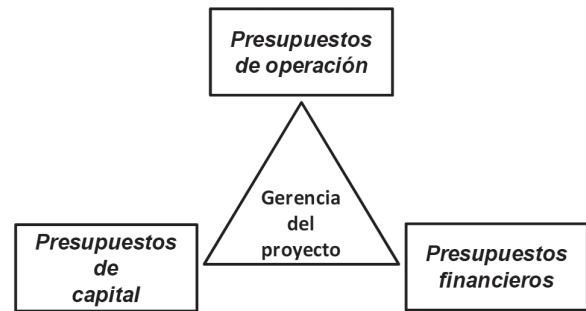 Presupuestos
de operación
Gerencia
del
proyecto
Presupuestos
de
capital
Presupuestos
financieros